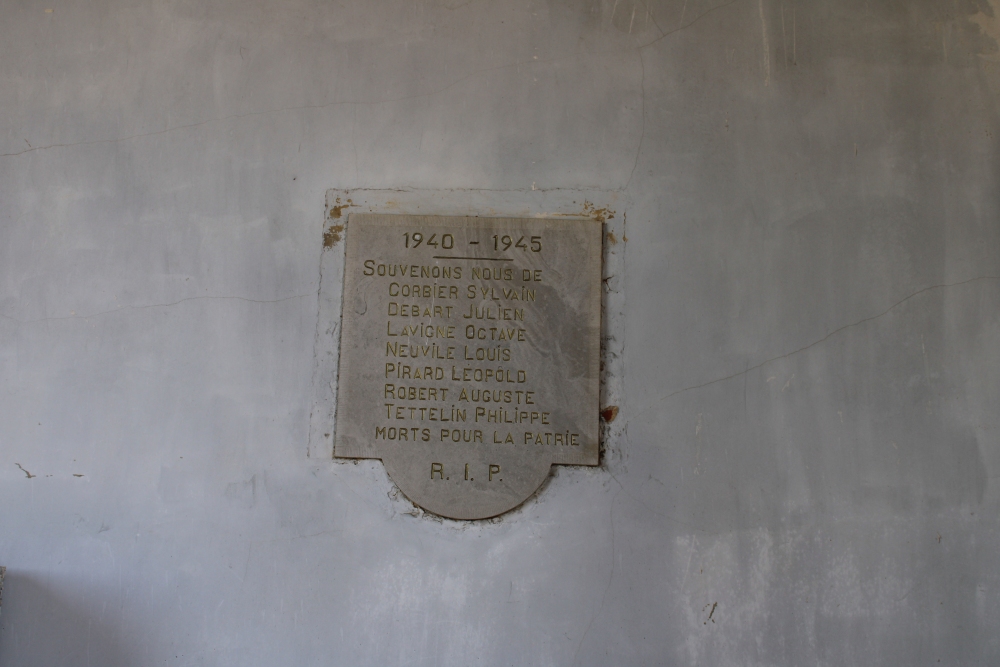 1940 - 1945
SOUVENONS NOUS DE
CORBIER SYLVAIN
DEBART JULIEN
LAVIGNE OCTAVE
NEUVILE LOUIS
PIRARD LEOPOLD
ROBERT AUGUSTE
TETTELIN PHILIPPE
MORTS POUR LA PATRIE
R. I. P.